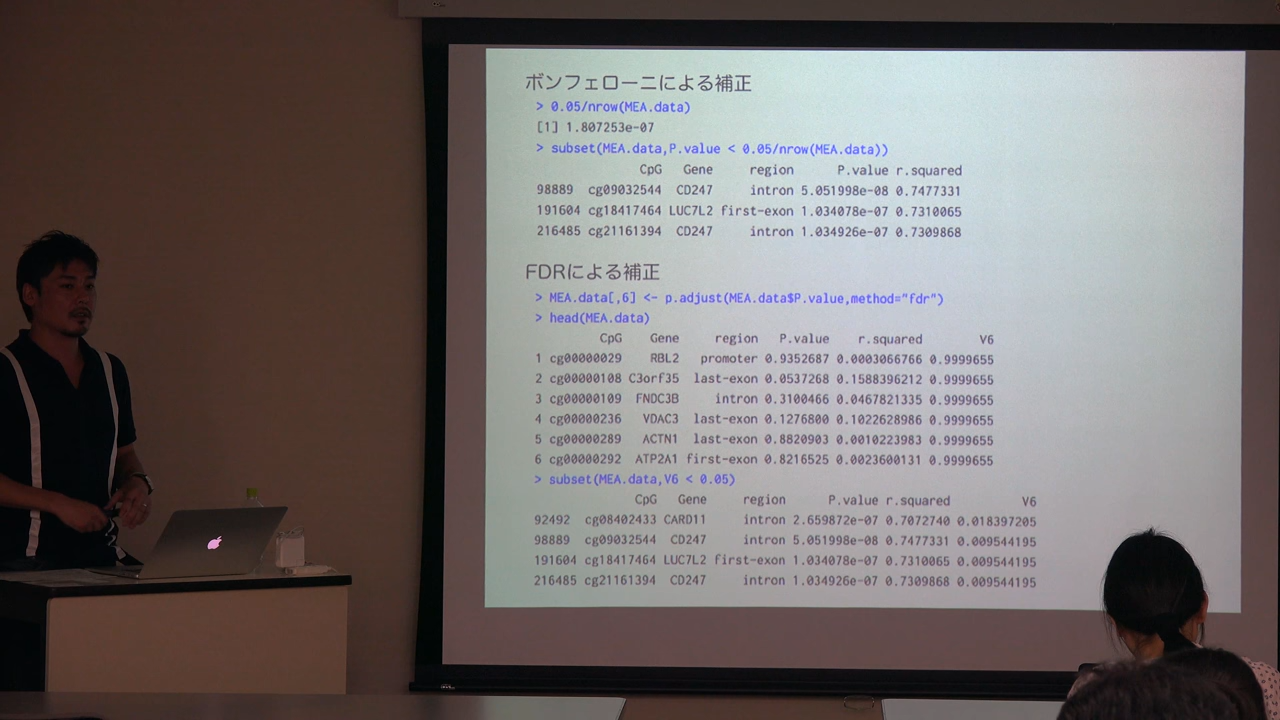 ボンフェローニによる補正
> 0.05/nrow(MEA.data)
[1] 1.807253e-07
> subset(MEA.data,P.value < 0.05/nrow(MEA.data))
CpG Gene region P.value r.squared
98889 cg09032544 CD247 intron 5.051998e-08 0.7477331
191604 cg18417464 LUC7L2 first-exon 1.034078e-07 0.7310065
216485 cg21161394 CD247 intron 1.034926e-07 0.7309868
FDRによる補正
> MEA.data[,6] <- p.adjust(MEA.data$P.value,method="fdr")
> head(MEA.data)
CpG Gene region P.value r.squared V6
1 cg00000029 RBL2 promoter 0.9352687 0.0003066766 0.9999655
2 cg00000108 C3orf35 last-exon 0.0537268 0.1588396212 0.9999655
3 cg00000109 FNDC3B intron 0.3100466 0.0467821335 0.9999655
4 cg00000236 VDAC3 last-exon 0.1276800 0.1022628986 0.9999655
5 cg00000289 ACTN1 last-exon 0.8820903 0.0010223983 0.9999655
6 cg00000292 ATP2A1 first-exon 0.8216525 0.0023600131 0.9999655
> subset(MEA.data,V6 < 0.05)
CpG Gene region P.value r.squared V6
92492 cg08402433 CARD11 intron 2.659872e-07 0.7072740 0.018397205
98889 cg09032544 CD247 intron 5.051998e-08 0.7477331 0.009544195
191604 cg18417464 LUC7L2 first-exon 1.034078e-07 0.7310065 0.009544195
216485 cg21161394 CD247 intron 1.034926e-07 0.7309868 0.009544195